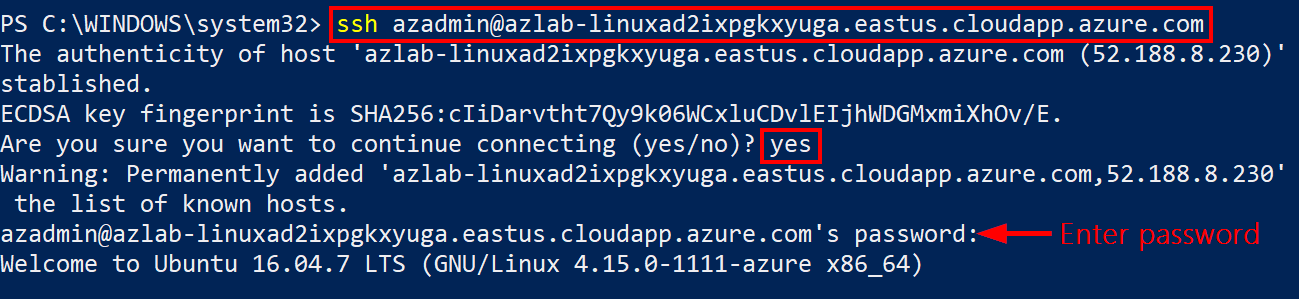 PS C:\WINDOWS\system32> ssh azadmin@azlab-linuxad2ixpgkxyuga.eastus.cloudapp.azure.com
The authenticity of host 'azlab-linuxad2ixpgkxyuga.eastus.cloudapp.azure.com (52.188.8.230)'
stablished.
ECDSA key fingerprint is SHA256:cIiDarvtht7Qy9k06WCxluCDvlEIjhWDGMxmiXhOv/E.
Are you sure you want to continue connecting (yes/no)? yes
Warning: Permanently added 'azlab-linuxad2ixpgkxyuga.eastus.cloudapp.azure.com,52.188.8.230'
 the list of known hosts.
azadmin@azlab-linuxad2ixpgkxyuga.eastus.cloudapp.azure.com's password: Enter password
Welcome to Ubuntu 16.04.7 LTS (GNU/Linux 4.15.0-1111-azure x86_64)